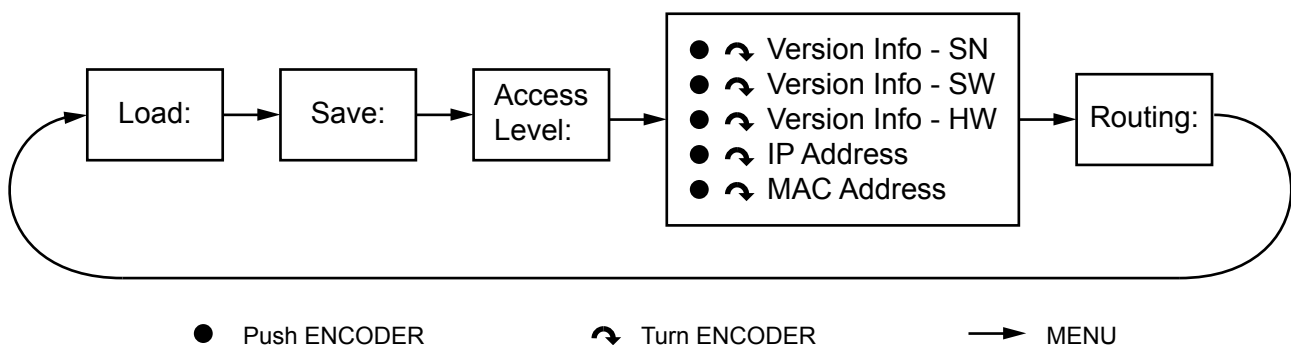 Load:
Save:
Access
Level:
Version Info - SN
Version Info - SW
Version Info - HW
IP Address
MAC Address
Routing:
Push ENCODER
Turn ENCODER
MENU